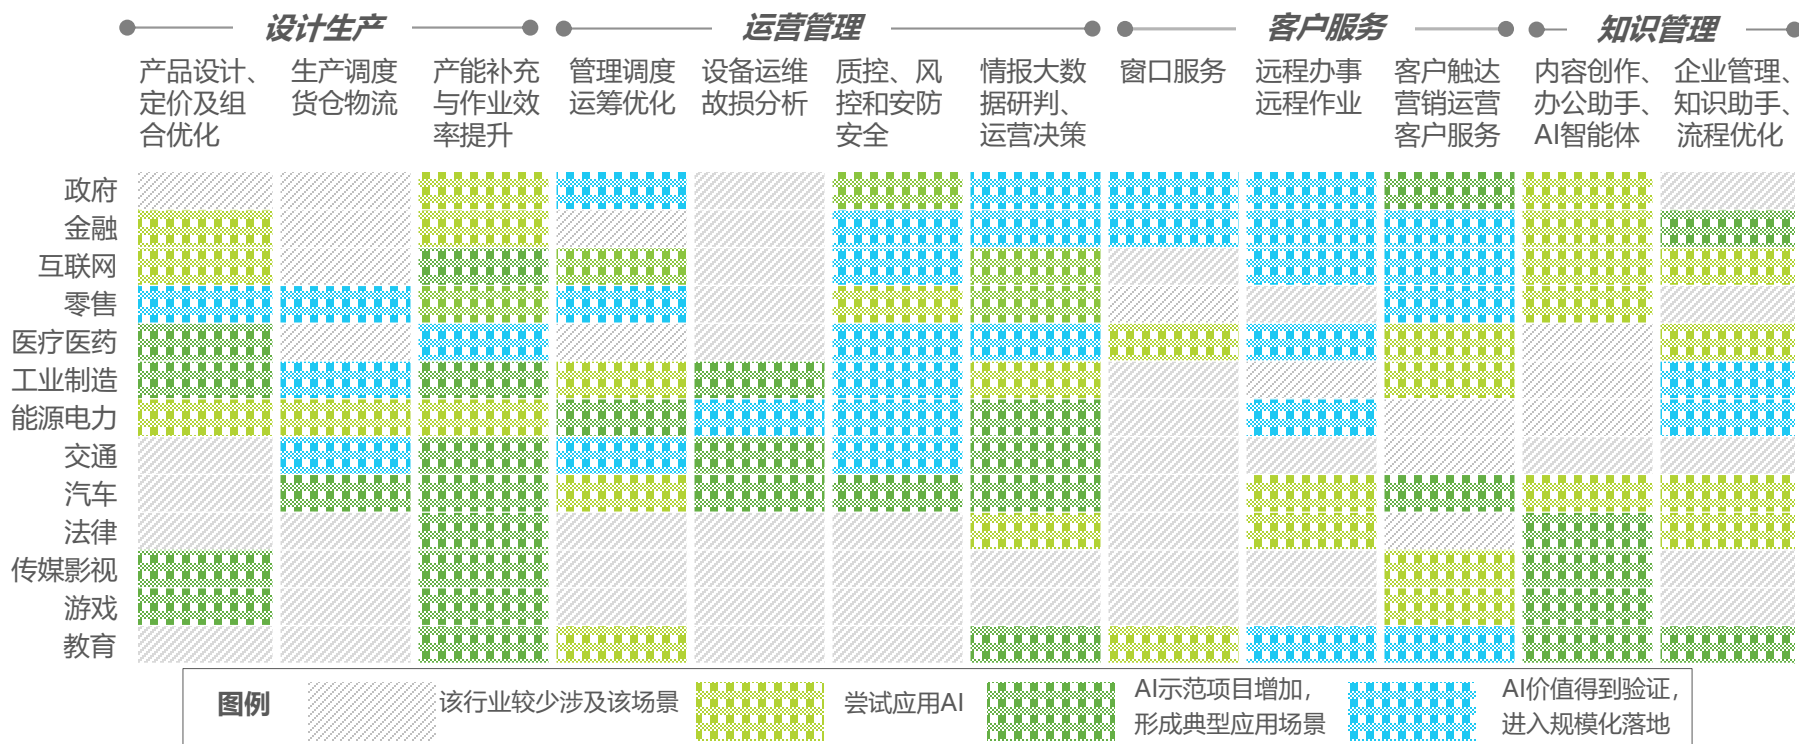 设计生产 运营管理 客户服务 知识管理
产品设计、 生产调度 产能补充 管理调度 设备运维 质控、风 情报大数 窗口服务 远程办事 客户触达 内容创作、 企业管理、
定价及组 货仓物流 与作业效 运筹优化 故损分析 控和安防 据研判、 远程作业 营销运营 办公助手、 知识助手、
合优化 率提升 安全 运营决策 客户服务 AI智能体 流程优化
政府
金融
互联网
零售
医疗医药
工业制造
能源电力
交通
汽车
法律
传媒影视
游戏
教育
图例 该行业较少涉及该场景 尝试应用AI AI示范项目增加, AI价值得到验证,
形成典型应用场景 进入规模化落地